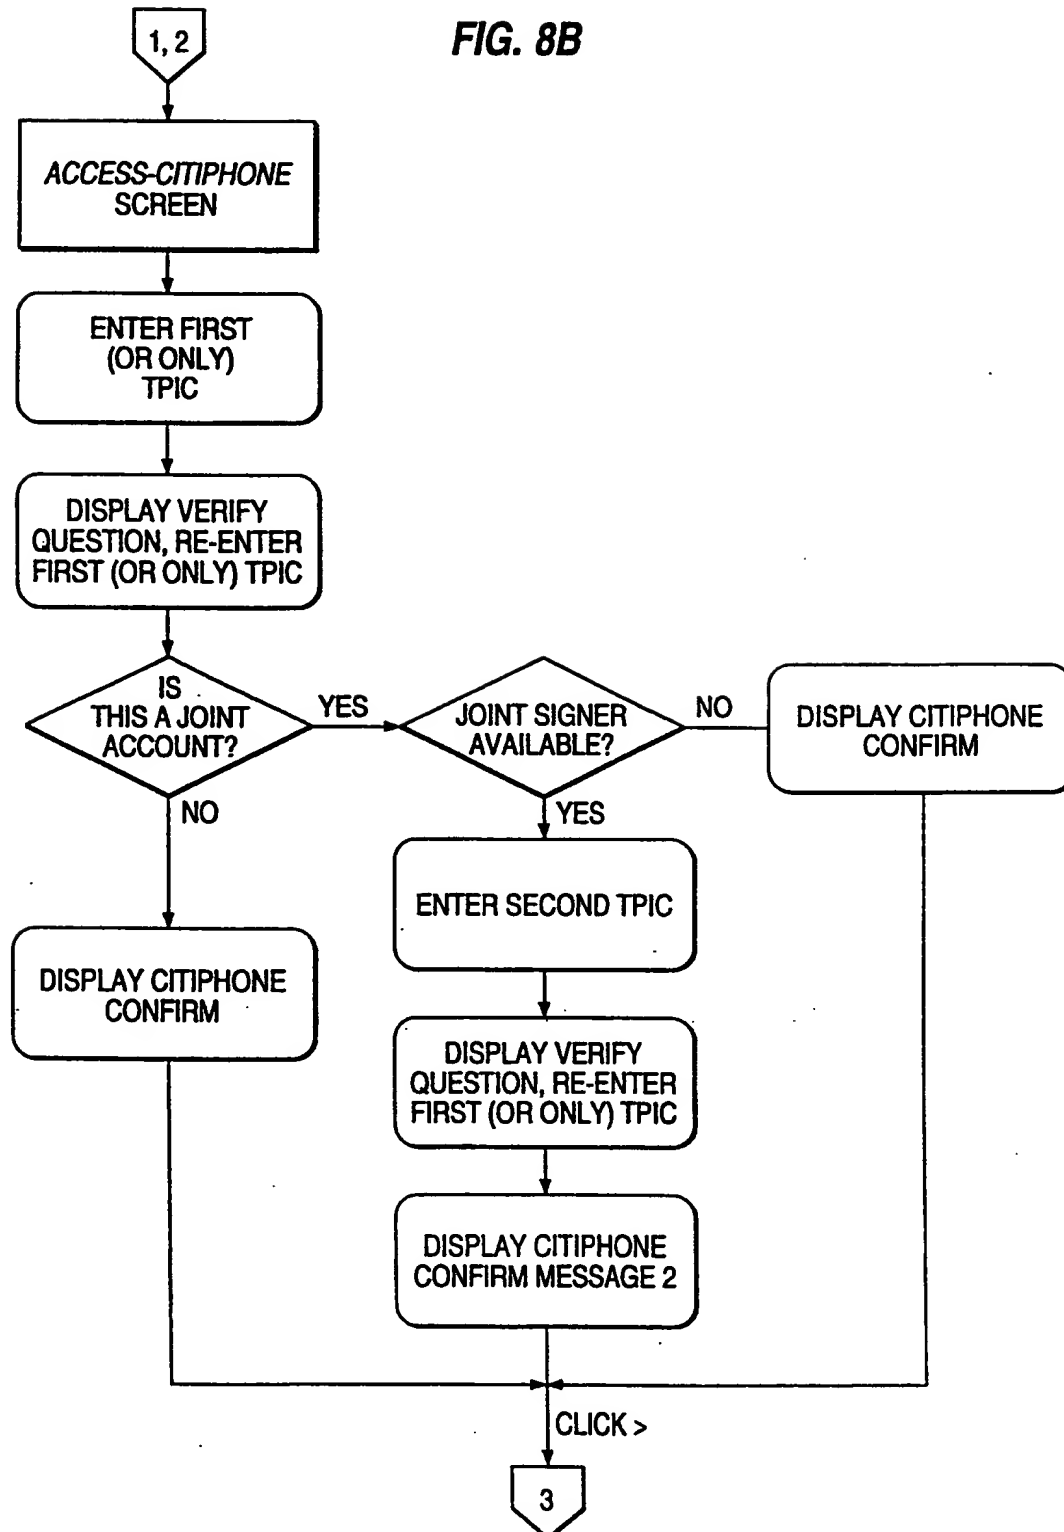 FIG. 8B
1, 2
ACCESS-CITIPHONE
SCREEN
ENTER FIRST
(OR ONLY)
TPIC
DISPLAY VERIFY
QUESTION, RE-ENTER
FIRST (OR ONLY) TPIC
IS
THIS A JOINT
ACCOUNT?
YES
JOINT SIGNER
AVAILABLE?
NO
DISPLAY CITIPHONE
CONFIRM
NO
YES
ENTER SECOND TPIC
DISPLAY CITIPHONE
CONFIRM
DISPLAY VERIFY
QUESTION, RE-ENTER
FIRST (OR ONLY) TPIC
DISPLAY CITIPHONE
CONFIRM MESSAGE 2
CLICK >
3